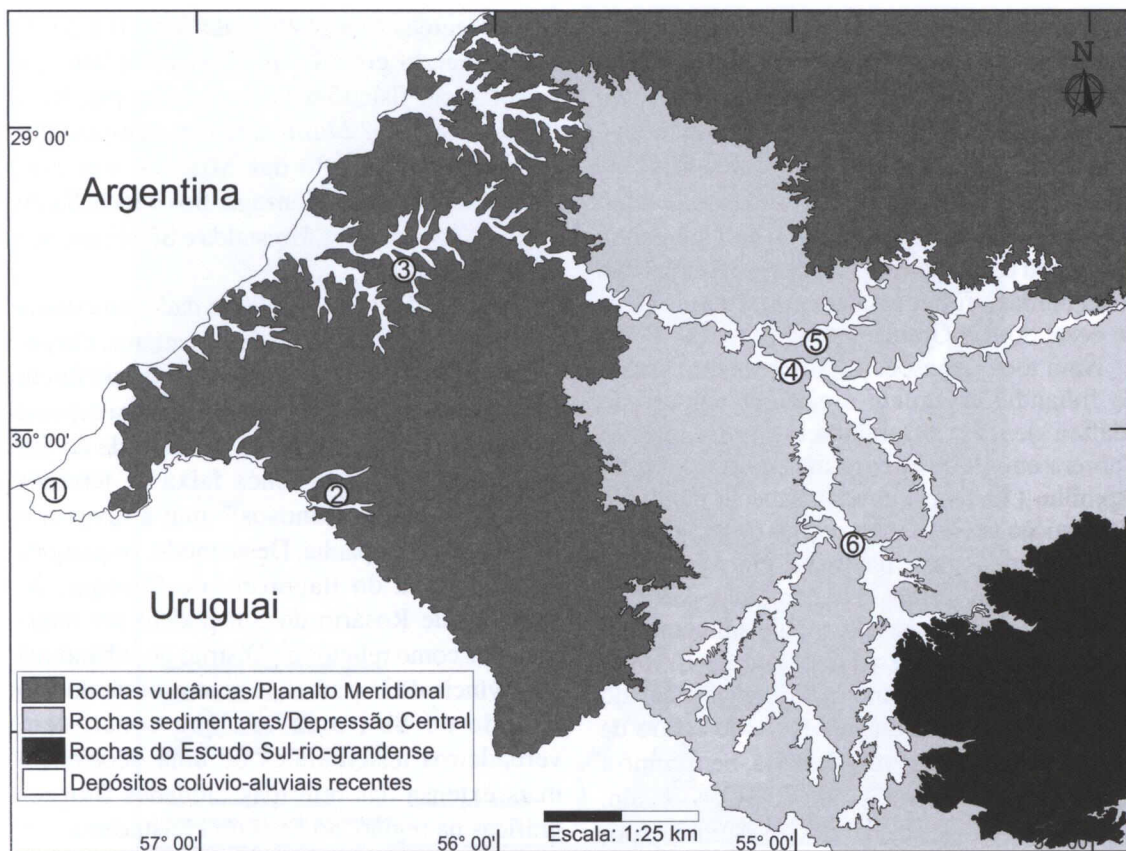 N
29° 00'
Argentina
3
5
4
30° 00'
1
2
6
Uruguai
Rochas vulcânicas/Planalto Meridional
Rochas sedimentares/Depressão Central
Rochas do Escudo Sul-rio-grandense
Depósitos colúvio-aluviais recentes
Escala: 1:25 km
57° 00'
56° 00'
55° 00'